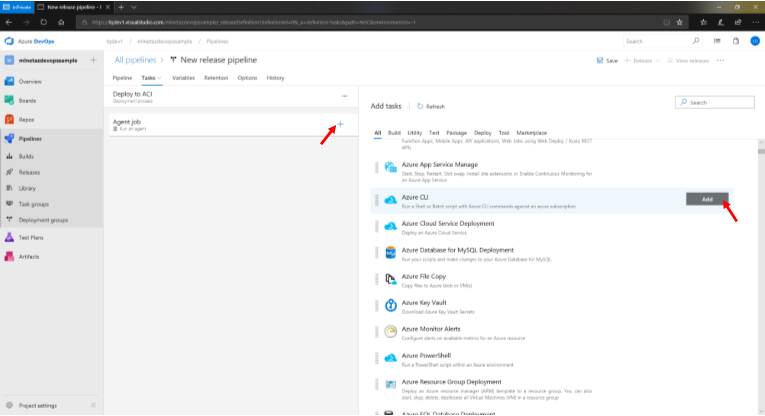 InPrivate
New release pipeline - I
https://lqdev1.visualstudio.com/mlnetazdevopssample/_releaseDefinition?definitionId=0&_a=definition-tasks&path=%5C&environmentId=-1
Azure DevOps
lqdev1 / mlnetazdevopssample / Pipelines
Search
mlnetazdevopssample
Overview
Boards
Repos
Pipelines
Builds
Releases
Library
Task groups
Deployment groups
Test Plans
Artifacts
Project settings
All pipelines > New release pipeline
Save
Release
View releases
Pipeline Tasks Variables Retention Options History
Deploy to ACI
Deployment process
Agent job
Run on agent
Add tasks
Refresh
Search
All Build Utility Test Package Deploy Tool Marketplace
Function Apps, Mobile Apps, API applications, Web Jobs using Web Deploy / Kudu REST
APIs
Azure App Service Manage
Start, Stop, Restart, Slot swap, Install site extensions or Enable Continuous Monitoring for
an Azure App Service
Azure CLI
Run a Shell or Batch script with Azure CLI commands against an azure subscription
Add
Azure Cloud Service Deployment
Deploy an Azure Cloud Service
Azure Database for MySQL Deployment
Run your scripts and make changes to your Azure Database for MySQL.
Azure File Copy
Copy files to Azure blob or VM(s)
Azure Key Vault
Download Azure Key Vault Secrets
Azure Monitor Alerts
Configure alerts on available metrics for an Azure resource
Azure PowerShell
Run a PowerShell script within an Azure environment
Azure Resource Group Deployment
Deploy an Azure resource manager (ARM) template to a resource group. You can also
start, stop, delete, deallocate all Virtual Machines (VM) in a resource group
Azure SQL Database Deployment